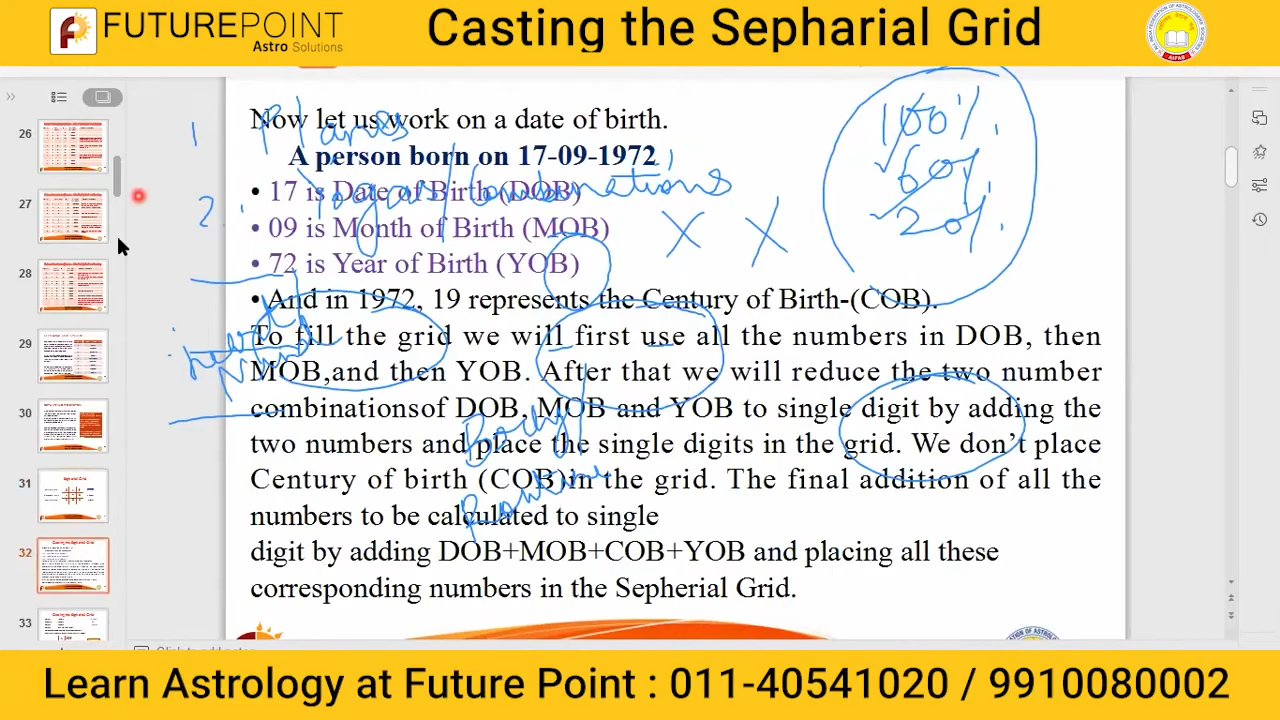 FUTUREPOINT
Astro Solutions
Casting the Sepharial Grid
AIFAS
Now let us work on a date of birth.
A person born on 17-09-1972
• 17 is Date of Birth (DOB)
• 09 is Month of Birth (MOB)
• 72 is Year of Birth (YOB)
• And in 1972, 19 represents the Century of Birth-(COB).
To fill the grid we will first use all the numbers in DOB, then
MOB,and then YOB. After that we will reduce the two number
combinationsof DOB, MOB and YOB to single digit by adding the
two numbers and place the single digits in the grid. We don’t place
Century of birth (COB)in the grid. The final addition of all the
numbers to be calculated to single
digit by adding DOB+MOB+COB+YOB and placing all these
corresponding numbers in the Sepherial Grid.
1. Planets
2. Yogas/Combinations
X X
100%.
60%
20%.
Body/
Routine
26
27
28
29
30
31
32
33
Learn Astrology at Future Point : 011-40541020 / 9910080002